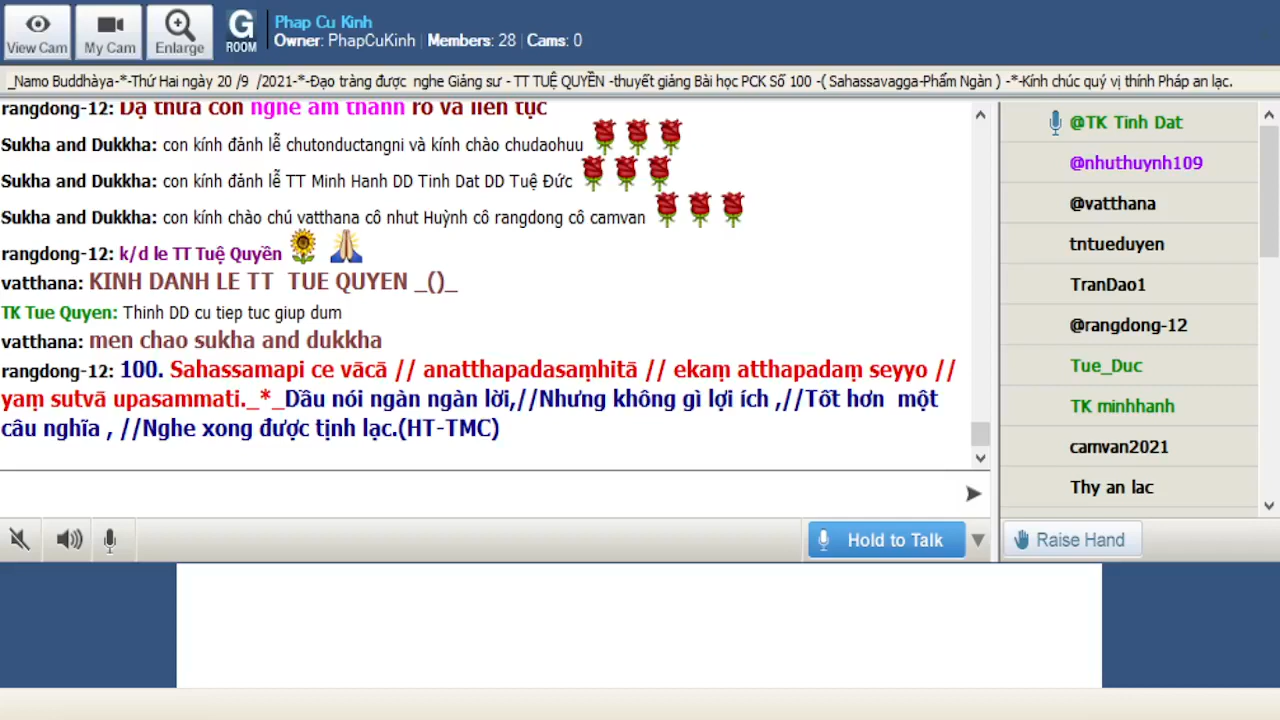 View Cam
My Cam
Enlarge
G
ROOM
Phap Cu Kinh
Owner: PhapCuKinh | Members: 28 | Cams: 0
_Namo Buddhàya-*-Thứ Hai ngày 20 /9 /2021-*-Đạo tràng được nghe Giảng sư - TT TUỆ QUYỀN -thuyết giảng Bài học PCK Số 100 -( Sahassavagga-Phẩm Ngàn ) -*-Kính chúc quý vị thính Pháp an lạc.
rangdong-12: Dạ thưa con nghe âm thanh rõ và liên tục
Sukha and Dukkha: con kính đảnh lễ chutonductangni và kính chào chudaohuu
Sukha and Dukkha: con kính đảnh lễ TT Minh Hanh DD Tinh Dat DD Tuệ Đức
Sukha and Dukkha: con kính chào chú vatthana cô nhut Huỳnh cô rangdong cô camvan
rangdong-12: k/d le TT Tuệ Quyền
vatthana: KINH DANH LE TT TUE QUYEN _()_
TK Tue Quyen: Thinh DD cu tiep tuc giup dum
vatthana: men chao sukha and dukkha
rangdong-12: 100. Sahassamapi ce vācā // anatthapadasaṃhitā // ekaṃ atthapadaṃ seyyo //
yaṃ sutvā upasammati._*_Dầu nói ngàn ngàn lời,//Nhưng không gì lợi ích ,//Tốt hơn một
câu nghĩa , //Nghe xong được tịnh lạc.(HT-TMC)
@TK Tinh Dat
@nhuthuynh109
@vatthana
tntueduyen
TranDao1
@rangdong-12
Tue_Duc
TK minhhanh
camvan2021
Thy an lac
Hold to Talk
Raise Hand